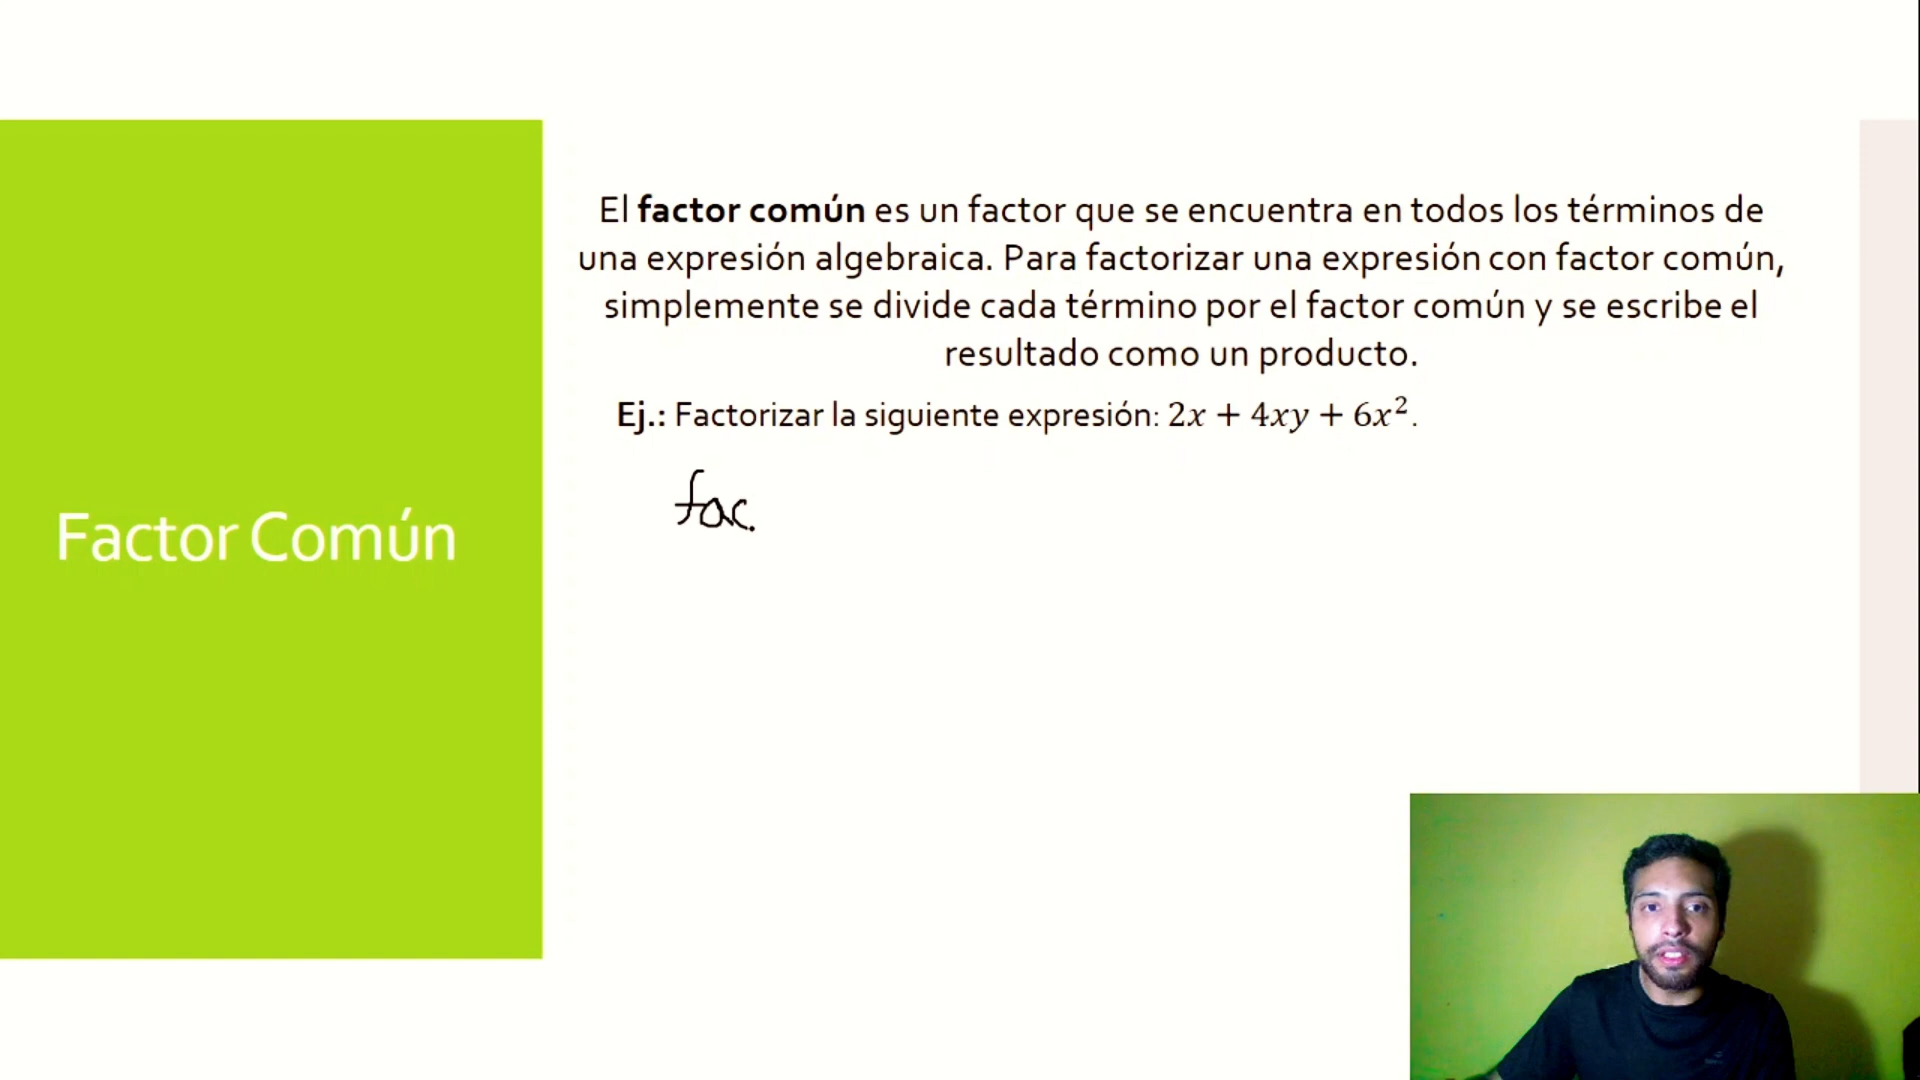 Factor Común
El factor común es un factor que se encuentra en todos los términos de
una expresión algebraica. Para factorizar una expresión con factor común,
simplemente se divide cada término por el factor común y se escribe el
resultado como un producto.
Ej.: Factorizar la siguiente expresión: 2x + 4xy + 6x².
fac.